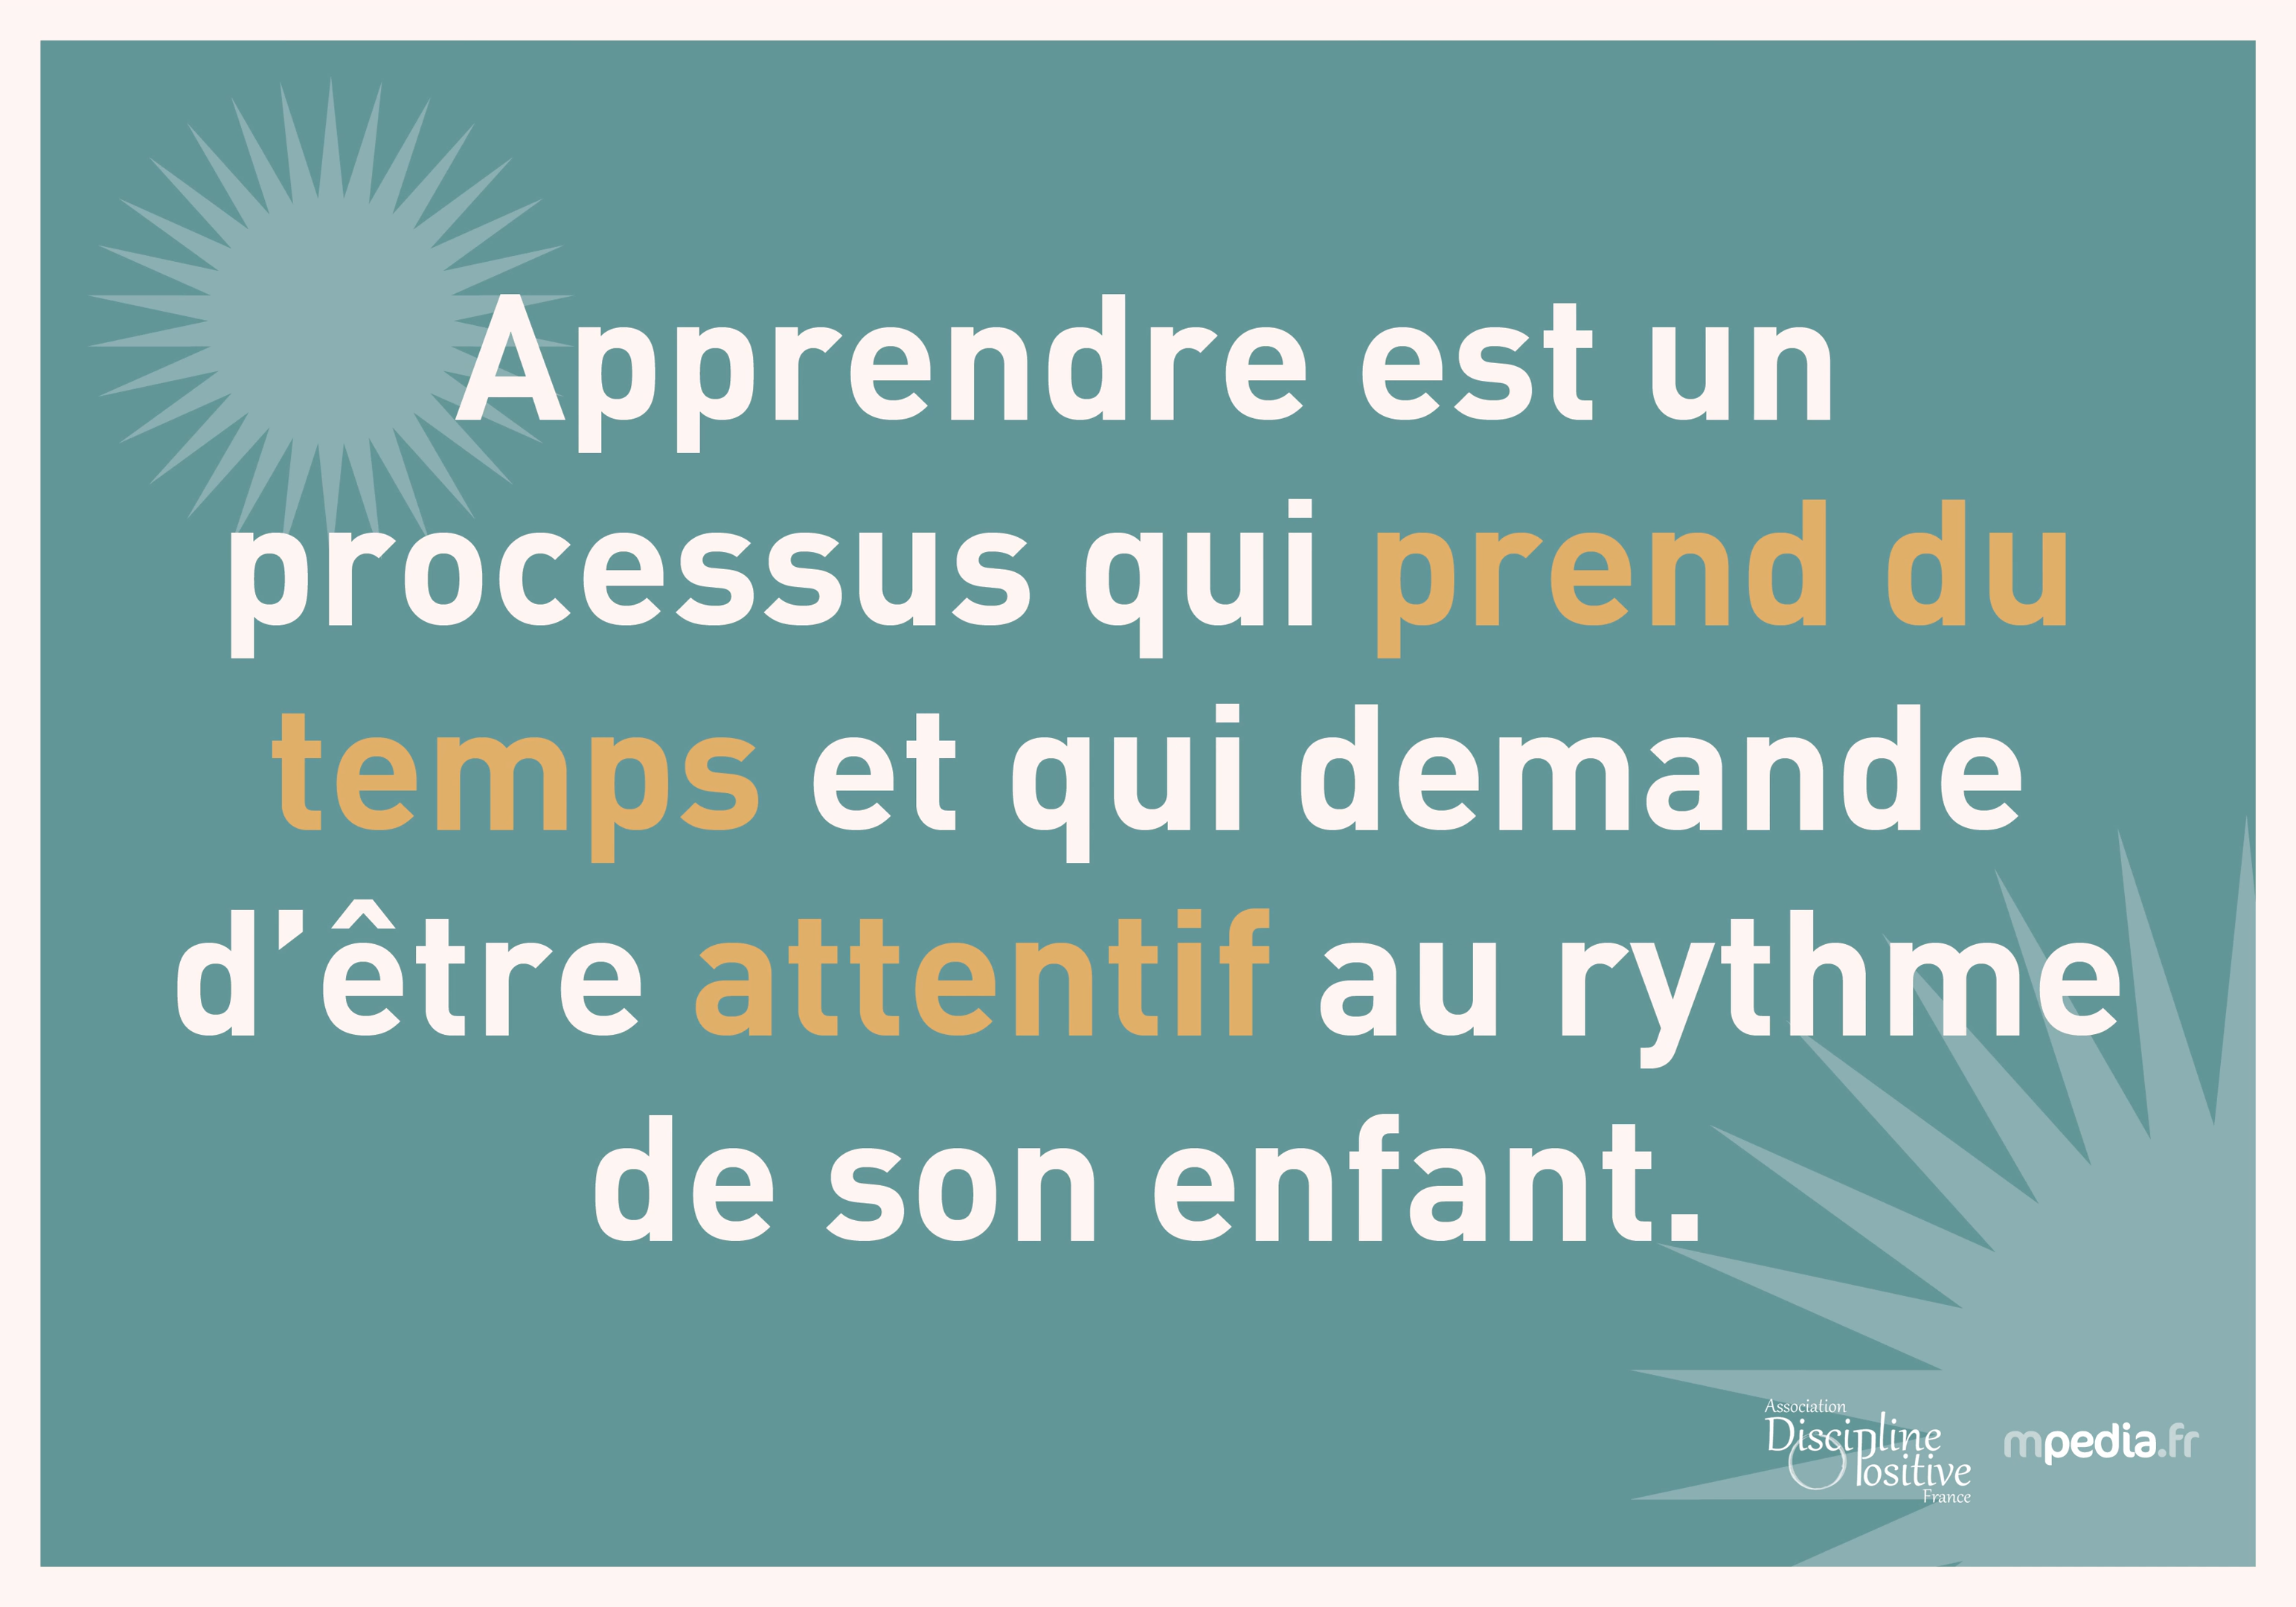 Apprendre est un
processus qui prend du
temps et qui demande
d'être attentif au rythme
de son enfant.
Association
Discipline
Positive
France
mpedia.fr